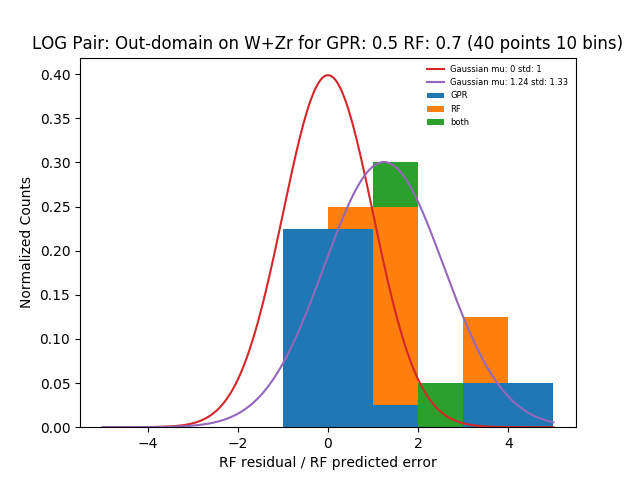 LOG Pair: Out-domain on W+Zr for GPR: 0.5 RF: 0.7 (40 points 10 bins)
Gaussian mu: 0 std: 1
Gaussian mu: 1.24 std: 1.33
GPR
RF
both
0.40
0.35
0.30
0.25
0.20
0.15
0.10
0.05
0.00
Normalized Counts
−4
−2
0
2
4
RF residual / RF predicted error